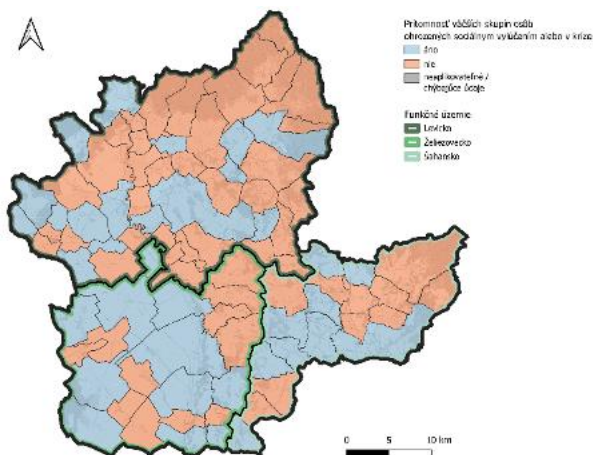 Prítomnosť väčších skupín osôb
ohrozených sociálnym vylúčením alebo v kríze
áno
nie
neaplikovateľné /
chýbajúce údaje
Funkčné územie
Levicko
Želiezovecko
Šahansko
0 5 10 km